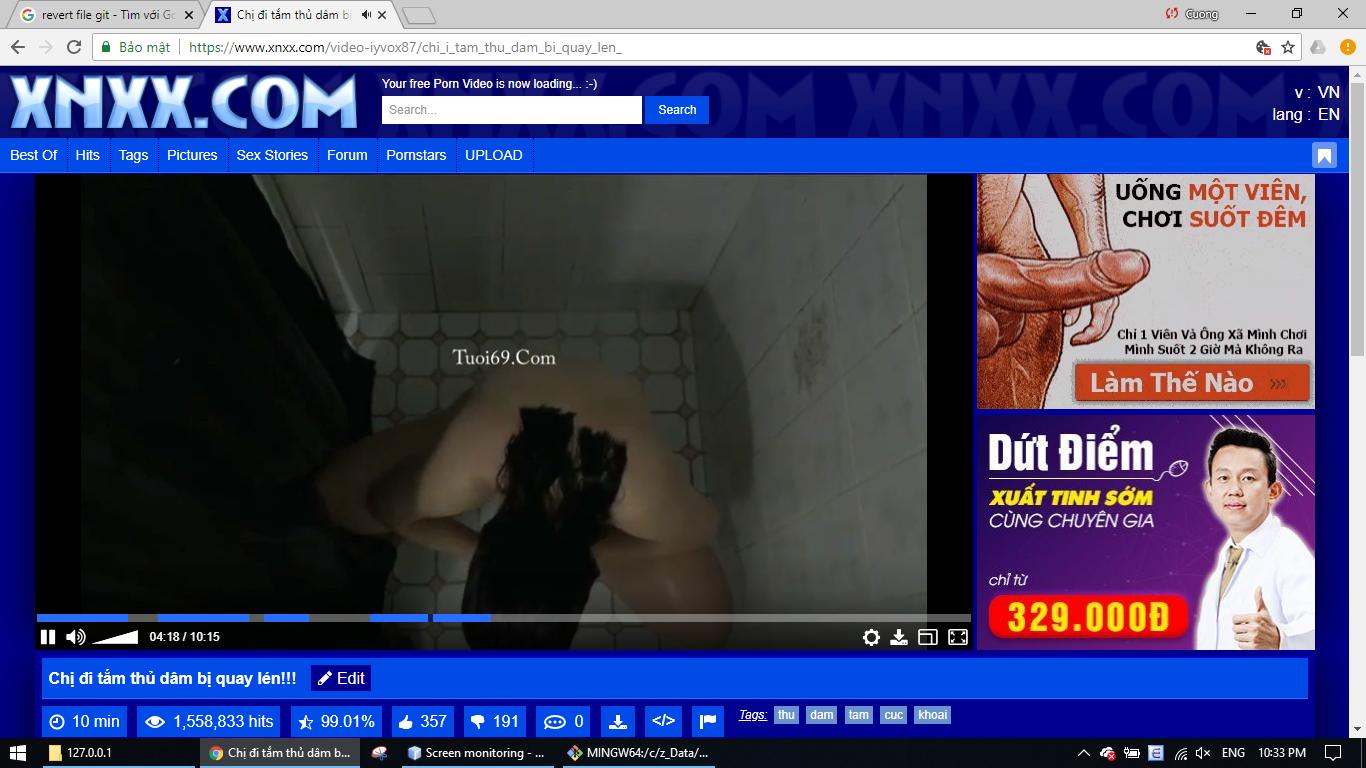 revert file git - Tìm với Go
Chị đi tắm thủ dâm bị
Cuong
Bảo mật
https://www.xnxx.com/video-iyvox87/chi_i_tam_thu_dam_bi_quay_len_
XNXX.COM
Your free Porn Video is now loading... :-)
Search...
Search
v : VN
lang : EN
Best Of
Hits
Tags
Pictures
Sex Stories
Forum
Pornstars
UPLOAD
Tuoi69.Com
04:18 / 10:15
UỐNG MỘT VIÊN,
CHƠI SUỐT ĐÊM
Chỉ 1 Viên Và Ông Xã Mình Chơi
Mình Suốt 2 Giờ Mà Không Ra
Làm Thế Nào >>>
Dứt Điểm
XUẤT TINH SỚM
CÙNG CHUYÊN GIA
chỉ từ
329.000Đ
Chị đi tắm thủ dâm bị quay lén!!!
Edit
10 min
1,558,833 hits
99.01%
357
191
0
</>
Tags:
thu
dam
tam
cuc
khoai
127.0.0.1
Chị đi tắm thủ dâm b...
Screen monitoring - ...
MINGW64:/c/z_Data/...
ENG
10:33 PM